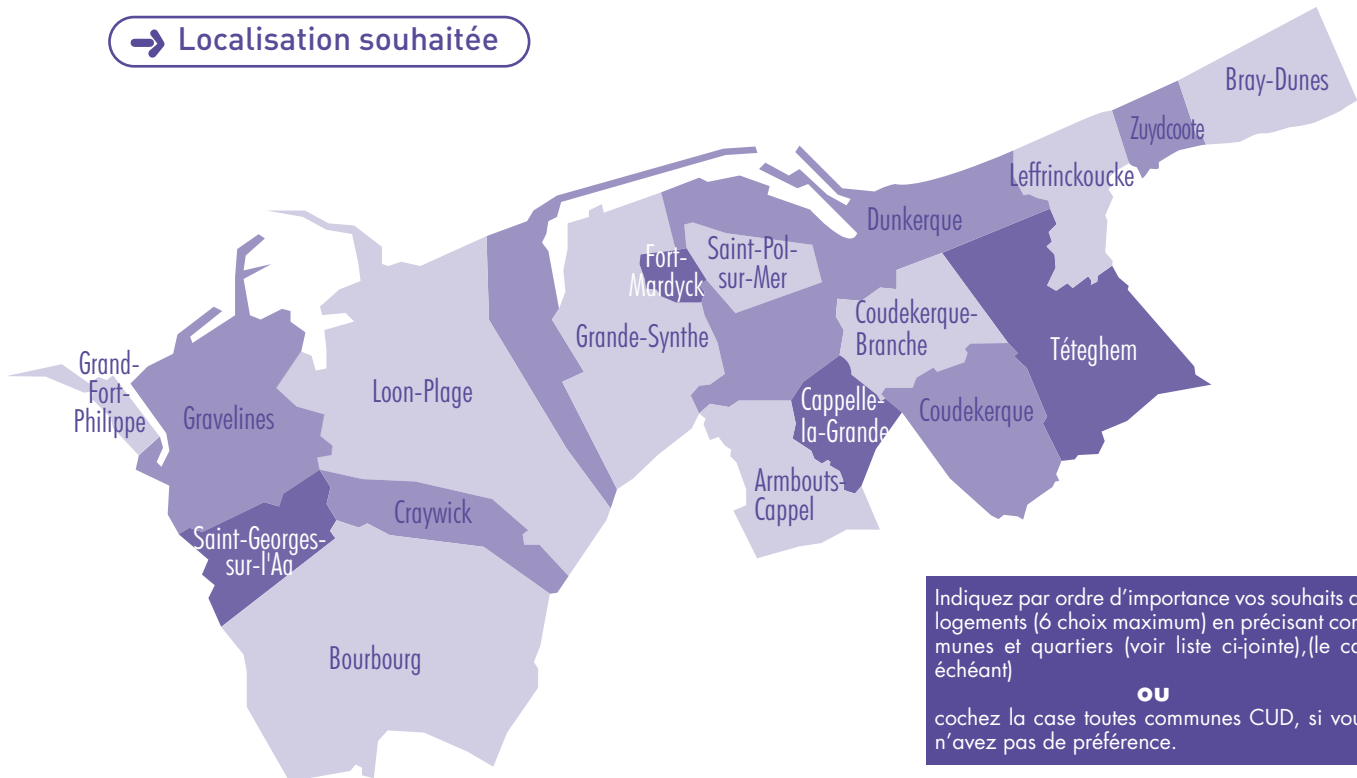 Localisation souhaitée
Bray-Dunes
Zuydcoote
Leffrinckoucke
Dunkerque
Saint-Pol-
sur-Mer
Fort-
Mardyck
Grande-Synthe
Coudekerque-
Branche
Téteghem
Grand-
Fort-
Philippe
Gravelines
Loon-Plage
Cappelle-
la-Grande
Coudekerque
Armbouts-
Cappel
Craywick
Saint-Georges-
sur-l'Aa
Bourbourg
Indiquez par ordre d’importance vos souhaits
logements (6 choix maximum) en précisant
munes et quartiers (voir liste ci-jointe),(le
échéant)
OU
cochez la case toutes communes CUD, si
n’avez pas de préférence.